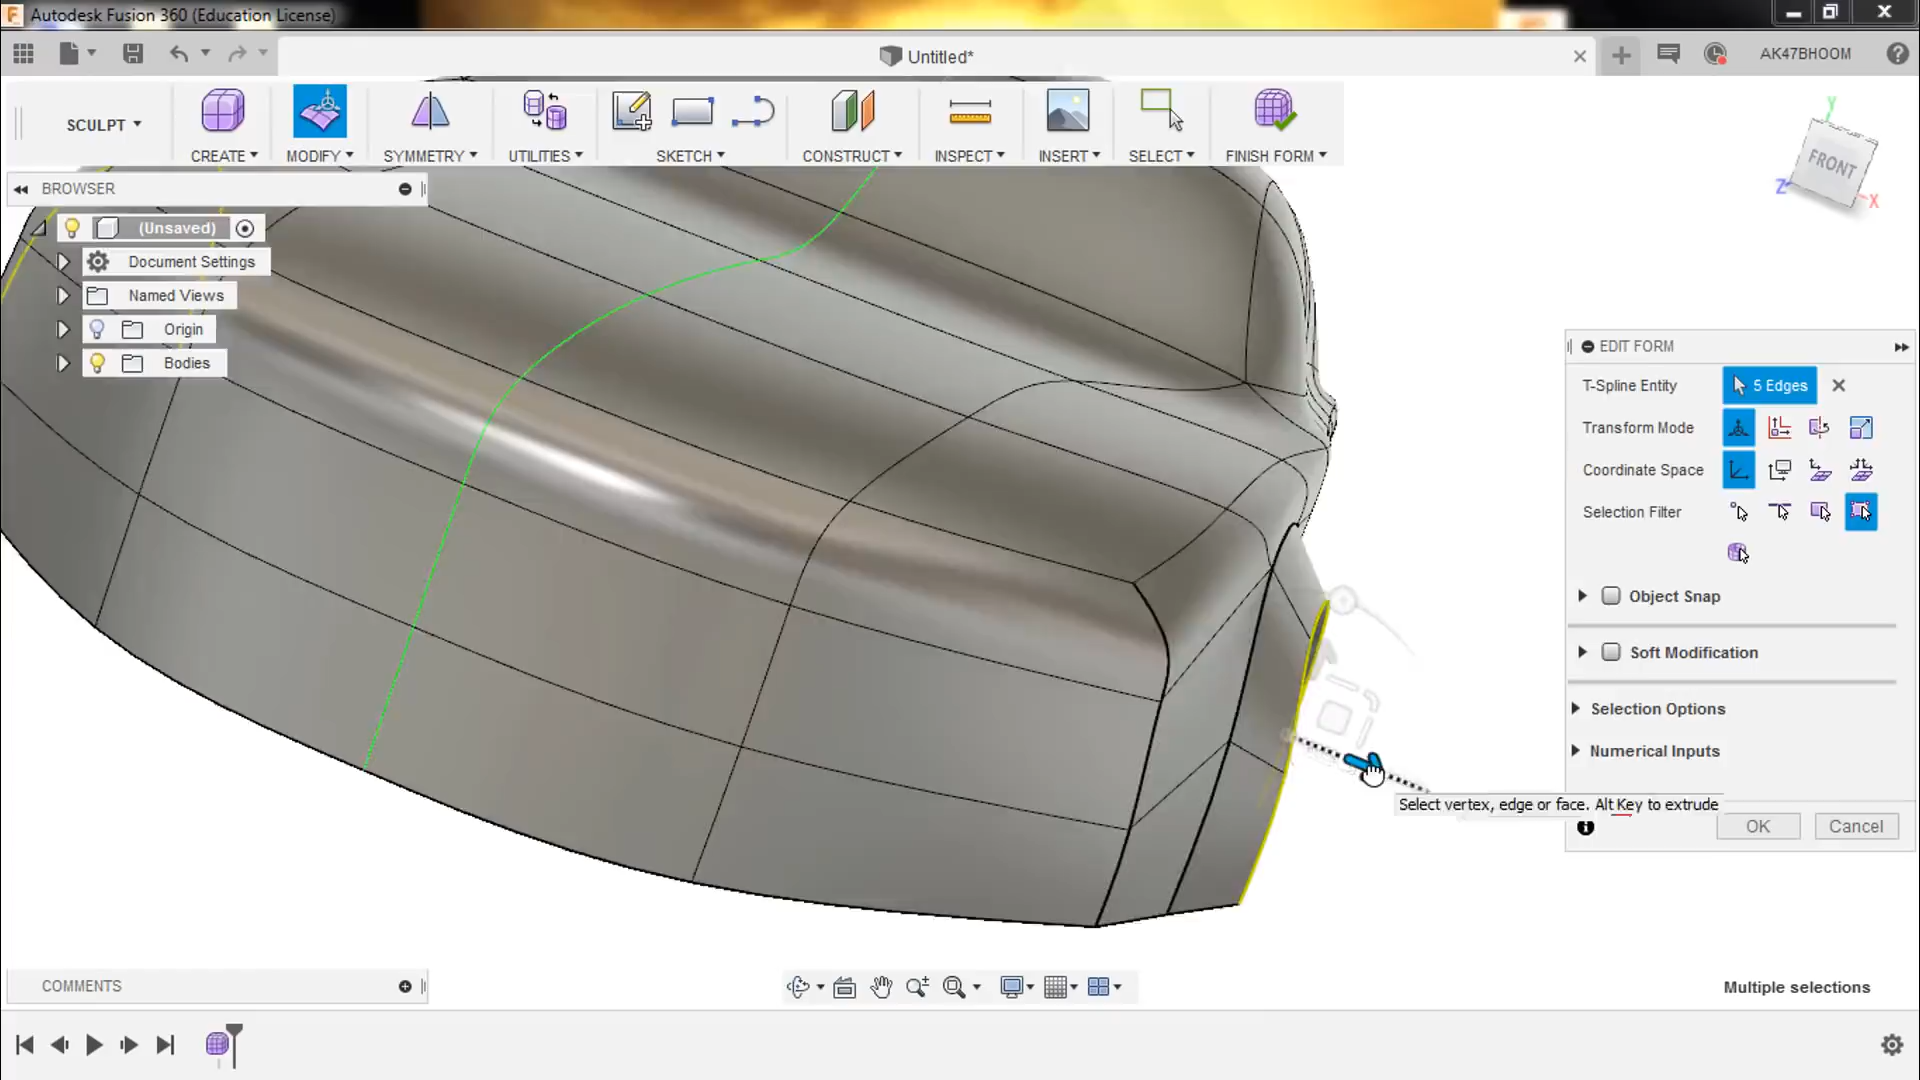 Autodesk Fusion 360 (Education License)
Untitled*
AK47BHOOM
SCULPT
CREATE
MODIFY
SYMMETRY
UTILITIES
SKETCH
CONSTRUCT
INSPECT
INSERT
SELECT
FINISH FORM
Y
FRONT
Z
X
BROWSER
(Unsaved)
Document Settings
Named Views
Origin
Bodies
EDIT FORM
T-Spline Entity
5 Edges
Transform Mode
Coordinate Space
Selection Filter
Object Snap
Soft Modification
Selection Options
Numerical Inputs
Select vertex, edge or face. Alt Key to extrude
OK
Cancel
COMMENTS
Multiple selections